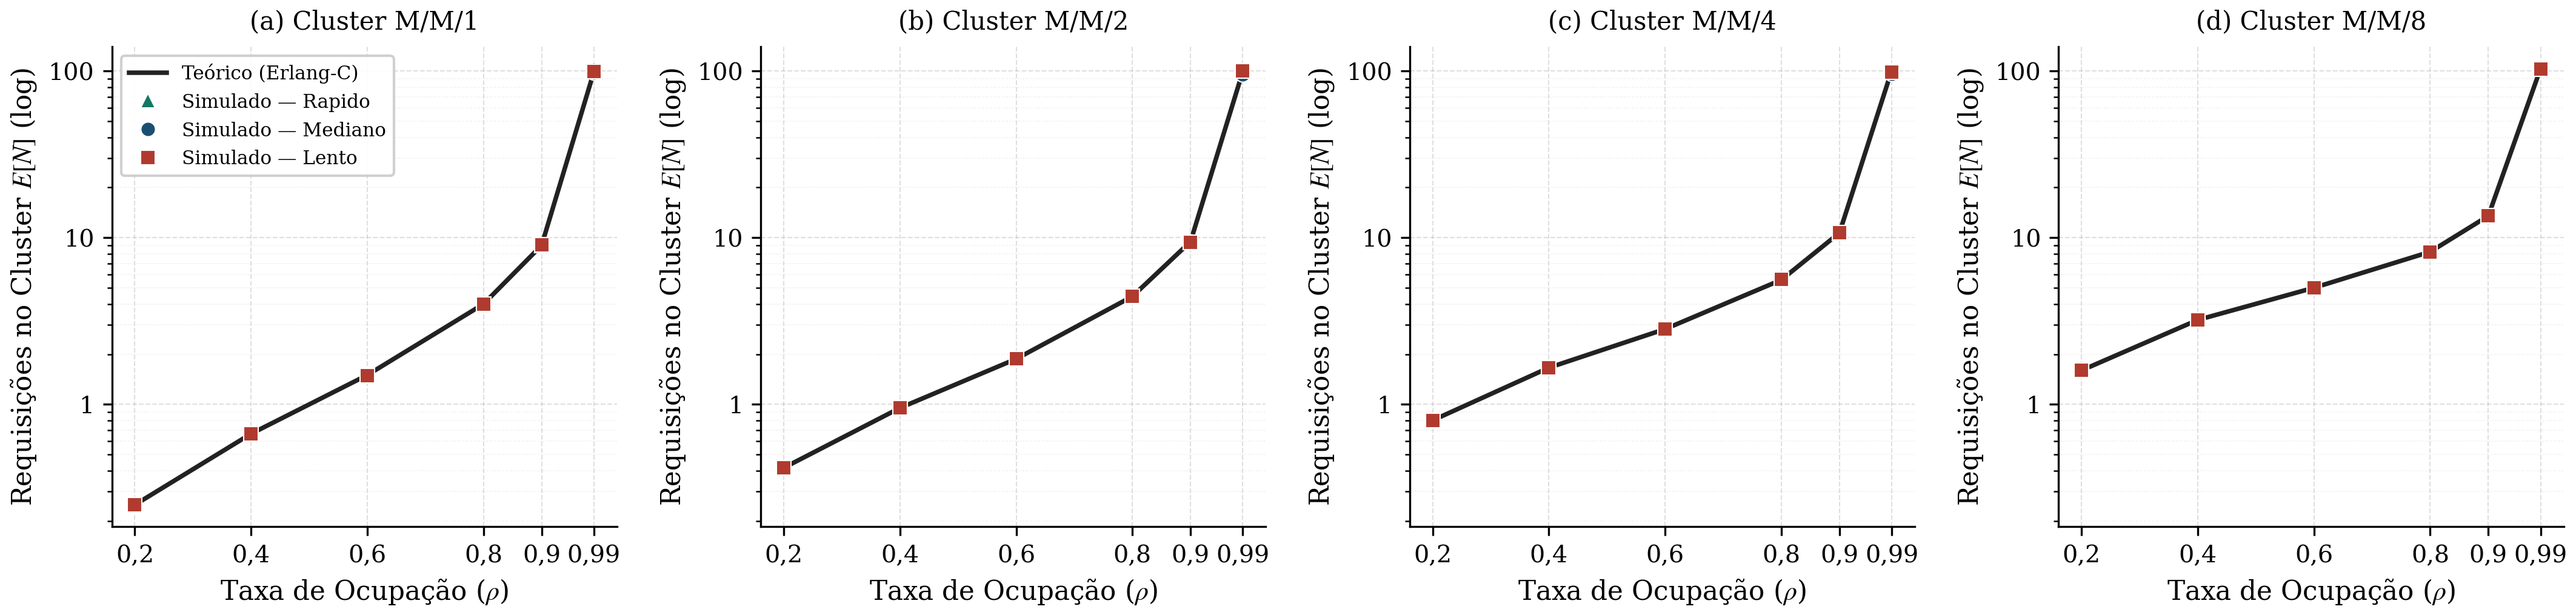 (a) Cluster M/M/1
Requisições no Cluster E[N] (log)
100
10
1
Teórico (Erlang-C)
Simulado — Rapido
Simulado — Mediano
Simulado — Lento
0,2 0,4 0,6 0,8 0,9 0,99
Taxa de Ocupação (ρ)
(b) Cluster M/M/2
Requisições no Cluster E[N] (log)
100
10
1
0,2 0,4 0,6 0,8 0,9 0,99
Taxa de Ocupação (ρ)
(c) Cluster M/M/4
Requisições no Cluster E[N] (log)
100
10
1
0,2 0,4 0,6 0,8 0,9 0,99
Taxa de Ocupação (ρ)
(d) Cluster M/M/8
Requisições no Cluster E[N] (log)
100
10
1
0,2 0,4 0,6 0,8 0,9 0,99
Taxa de Ocupação (ρ)